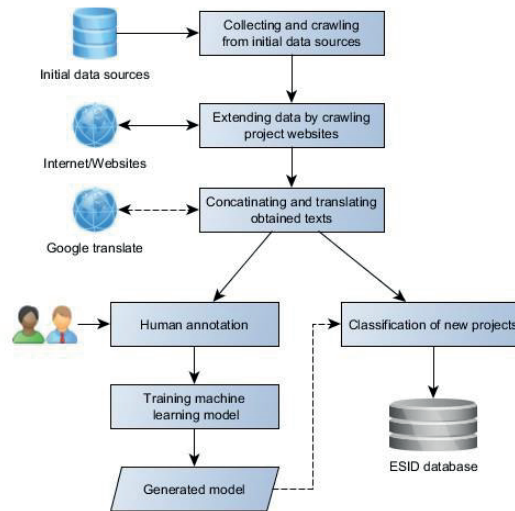 Collecting and crawling
from initial data sources
Initial data sources
Extending data by crawling
project websites
Internet/Websites
Concatinating and translating
obtained texts
Google translate
Human annotation
Classification of new projects
Training machine
learning model
ESID database
Generated model